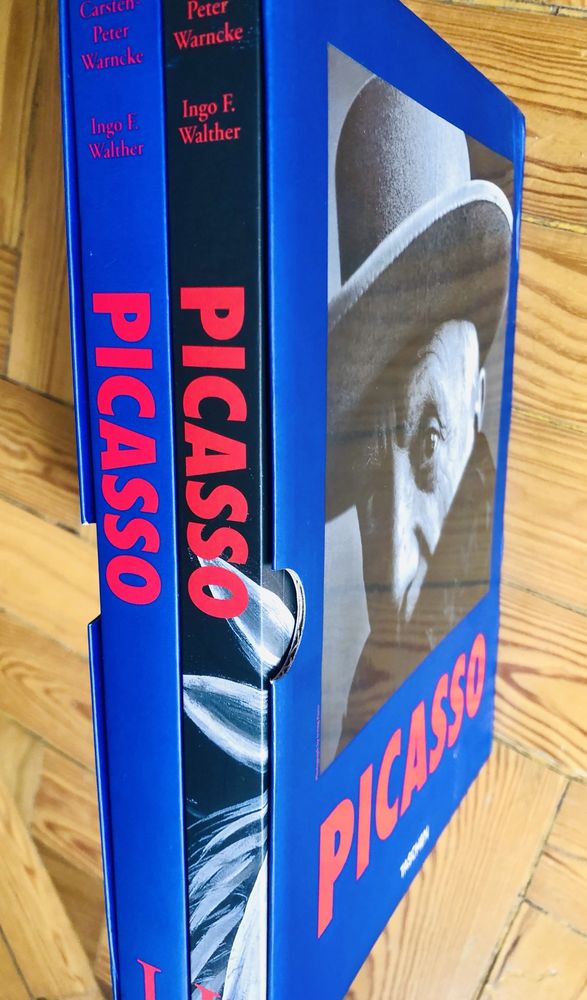 Carsten-
Peter
Warncke
Ingo F.
Walther
PICASSO
I
Peter
Warncke
Ingo F.
Walther
PICASSO
PICASSO
TASCHEN